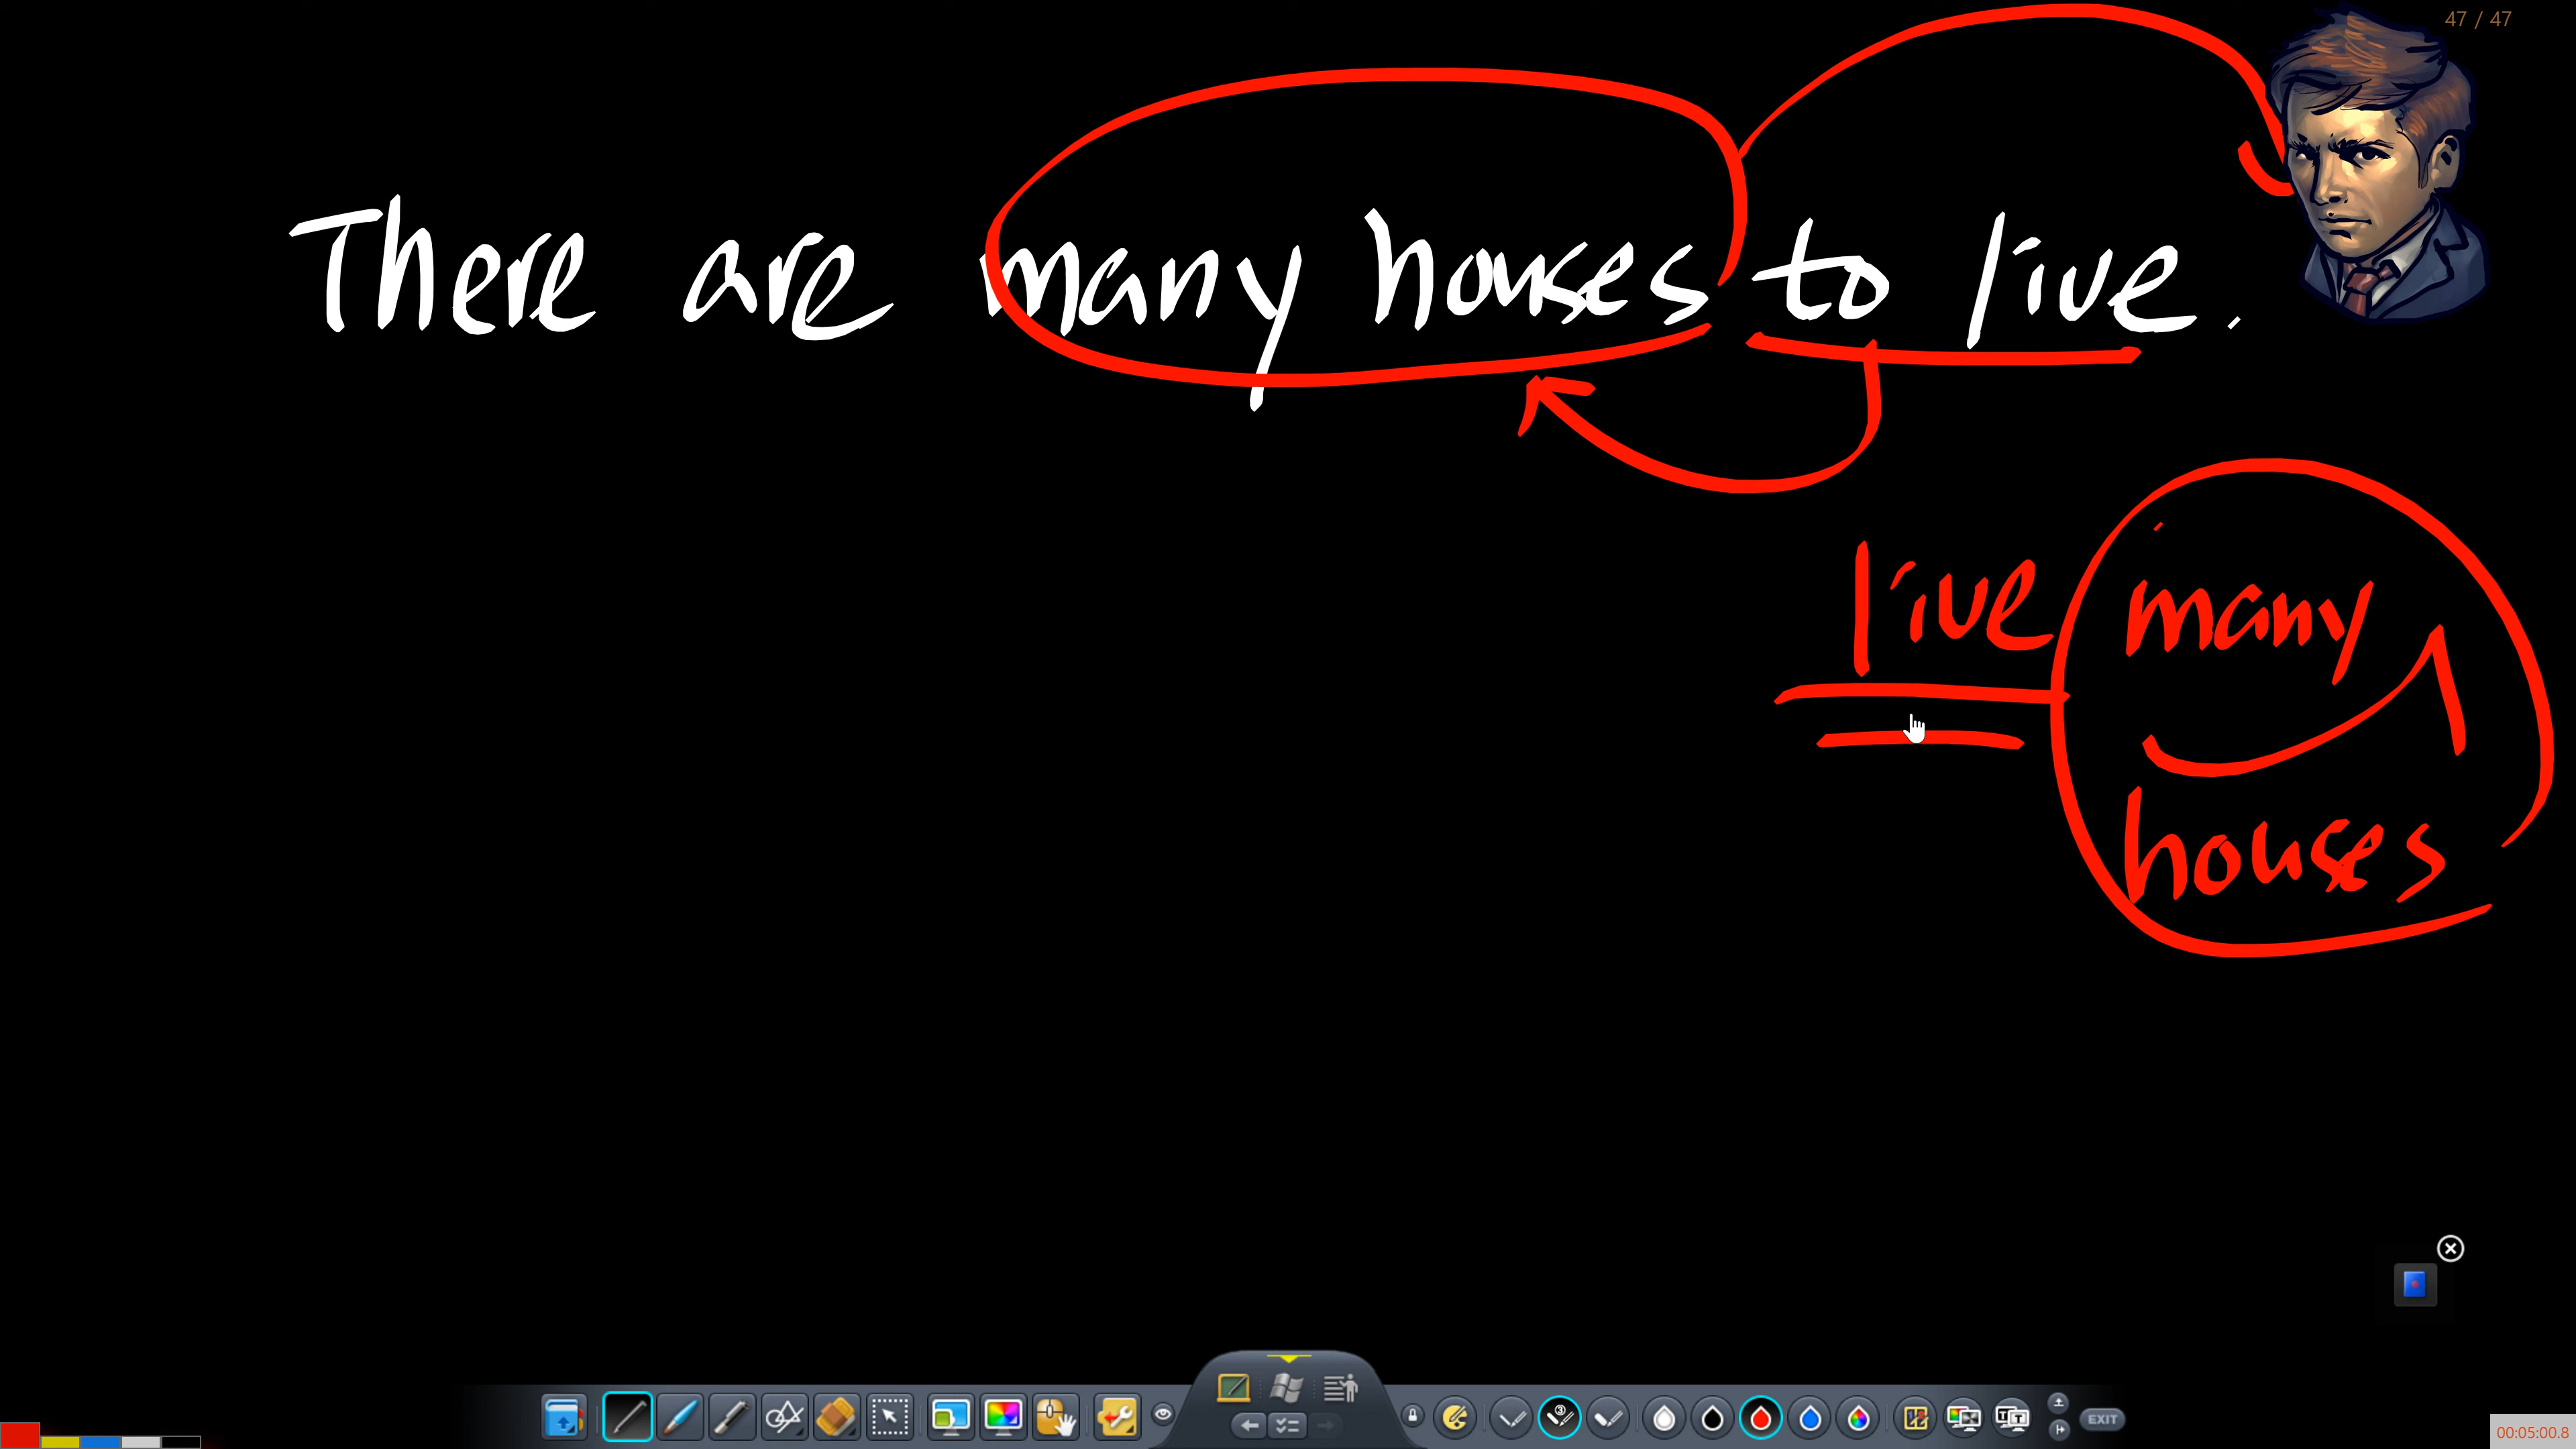 47 / 47
There are many houses to live.
live many
houses
EXIT
00:05:00.8